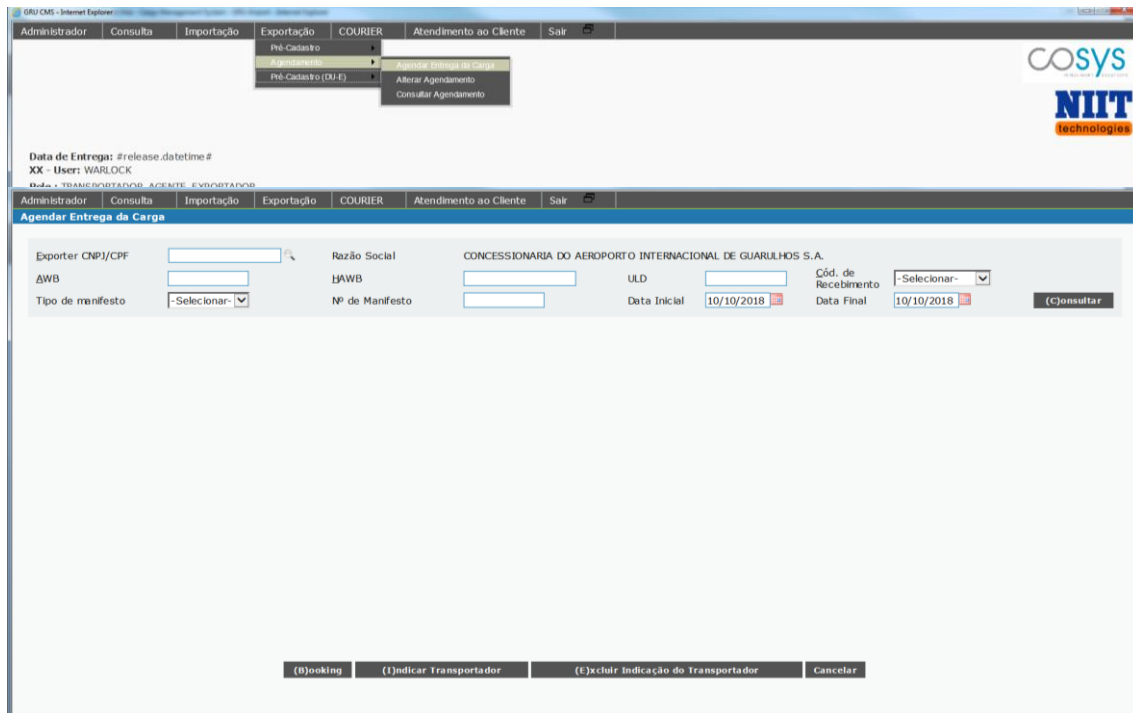 GRU CMS - Internet Explorer
Administrador Consulta Importação Exportação COURIER Atendimento ao Cliente Sair
Pré-Cadastro
Agendamento Agendar Entrega da Carga
Pré-Cadastro (DU-E) Alterar Agendamento
Consultar Agendamento
COSYS
NIIT
technologies
Data de Entrega: #release.datetime#
XX - User: WARLOCK
Role : TRANSPORTADOR, AGENTE, EXPORTADOR
Administrador Consulta Importação Exportação COURIER Atendimento ao Cliente Sair
Agendar Entrega da Carga
Exporter CNPJ/CPF Razão Social CONCESSIONARIA DO AEROPORTO INTERNACIONAL DE GUARULHOS S.A.
AWB HAWB ULD Cód. de Recebimento -Selecionar-
Tipo de manifesto -Selecionar- Nº de Manifesto Data Inicial 10/10/2018 Data Final 10/10/2018 (C)onsultar
(B)ooking (I)ndicar Transportador (E)xcluir Indicação do Transportador Cancelar